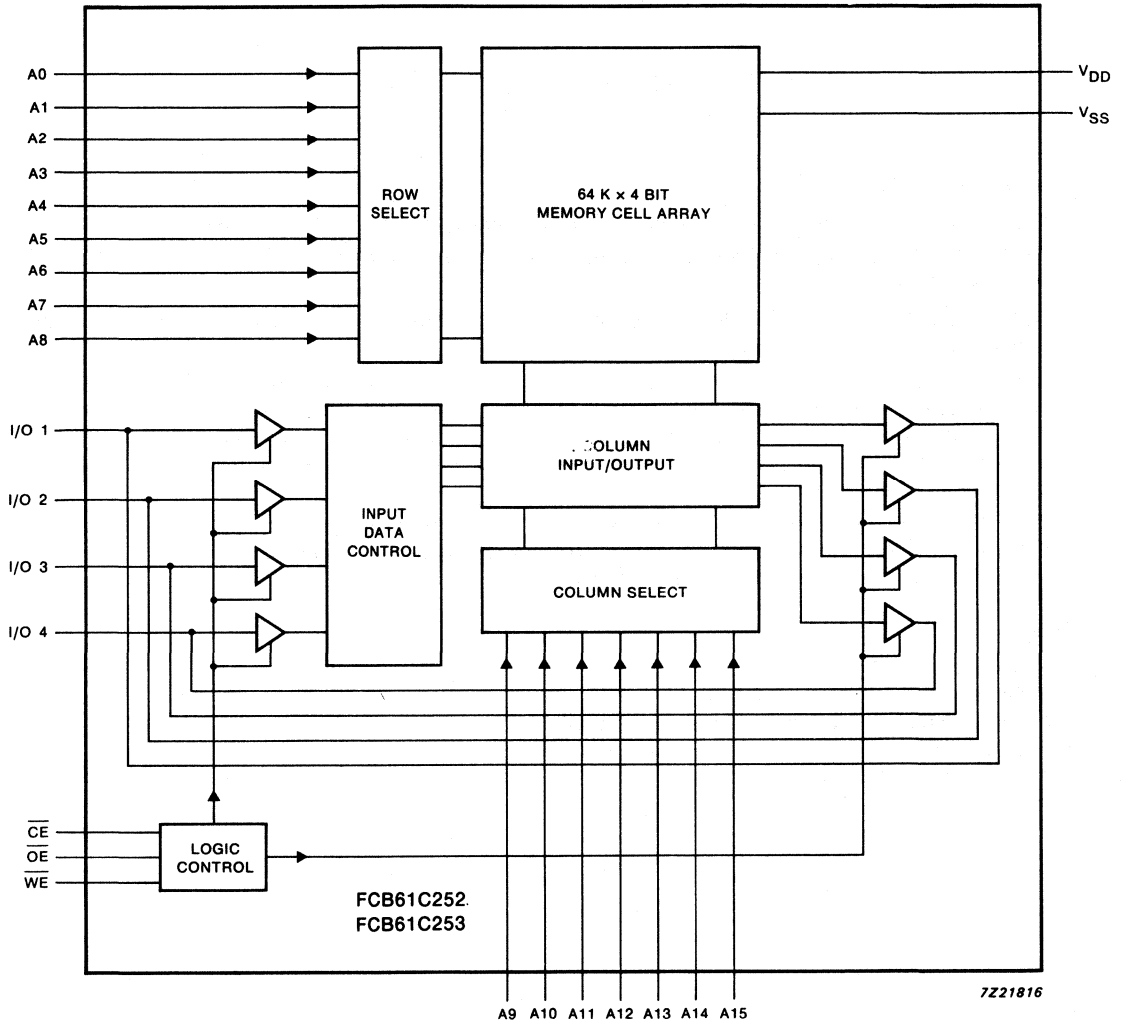 A0
A1
A2
A3
A4
A5
A6
A7
A8
ROW
SELECT
64 K × 4 BIT
MEMORY CELL ARRAY
VDD
VSS
I/O 1
I/O 2
I/O 3
I/O 4
INPUT
DATA
CONTROL
COLUMN
INPUT/OUTPUT
COLUMN SELECT
CE
OE
WE
LOGIC
CONTROL
FCB61C252
FCB61C253
7Z21816
A9 A10 A11 A12 A13 A14 A15